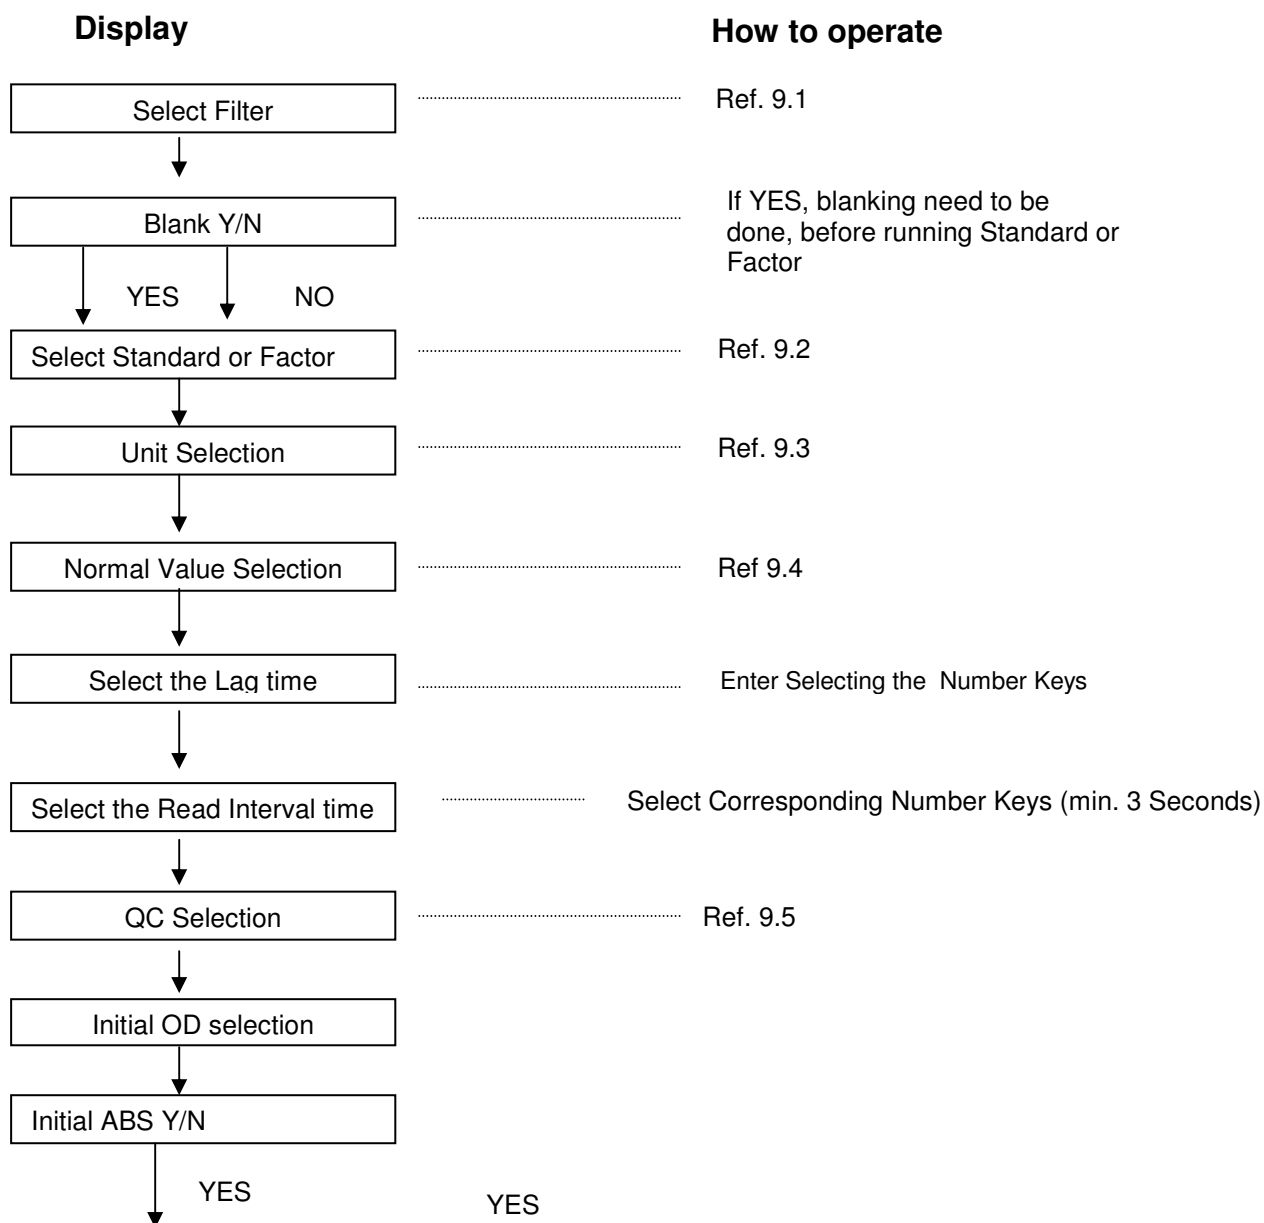 Display
How to operate
Select Filter
Ref. 9.1
Blank Y/N
If YES, blanking need to be
done, before running Standard or
Factor
YES
NO
Select Standard or Factor
Ref. 9.2
Unit Selection
Ref. 9.3
Normal Value Selection
Ref 9.4
Select the Lag time
Enter Selecting the Number Keys
Select the Read Interval time
Select Corresponding Number Keys (min. 3 Seconds)
QC Selection
Ref. 9.5
Initial OD selection
Initial ABS Y/N
YES
YES